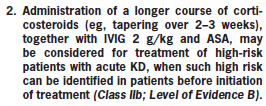 2. Administration of a longer course of corti-
costeroids (eg, tapering over 2–3 weeks),
together with IVIG 2 g/kg and ASA, may
be considered for treatment of high-risk
patients with acute KD, when such high risk
can be identified in patients before initiation
of treatment (Class IIb; Level of Evidence B).